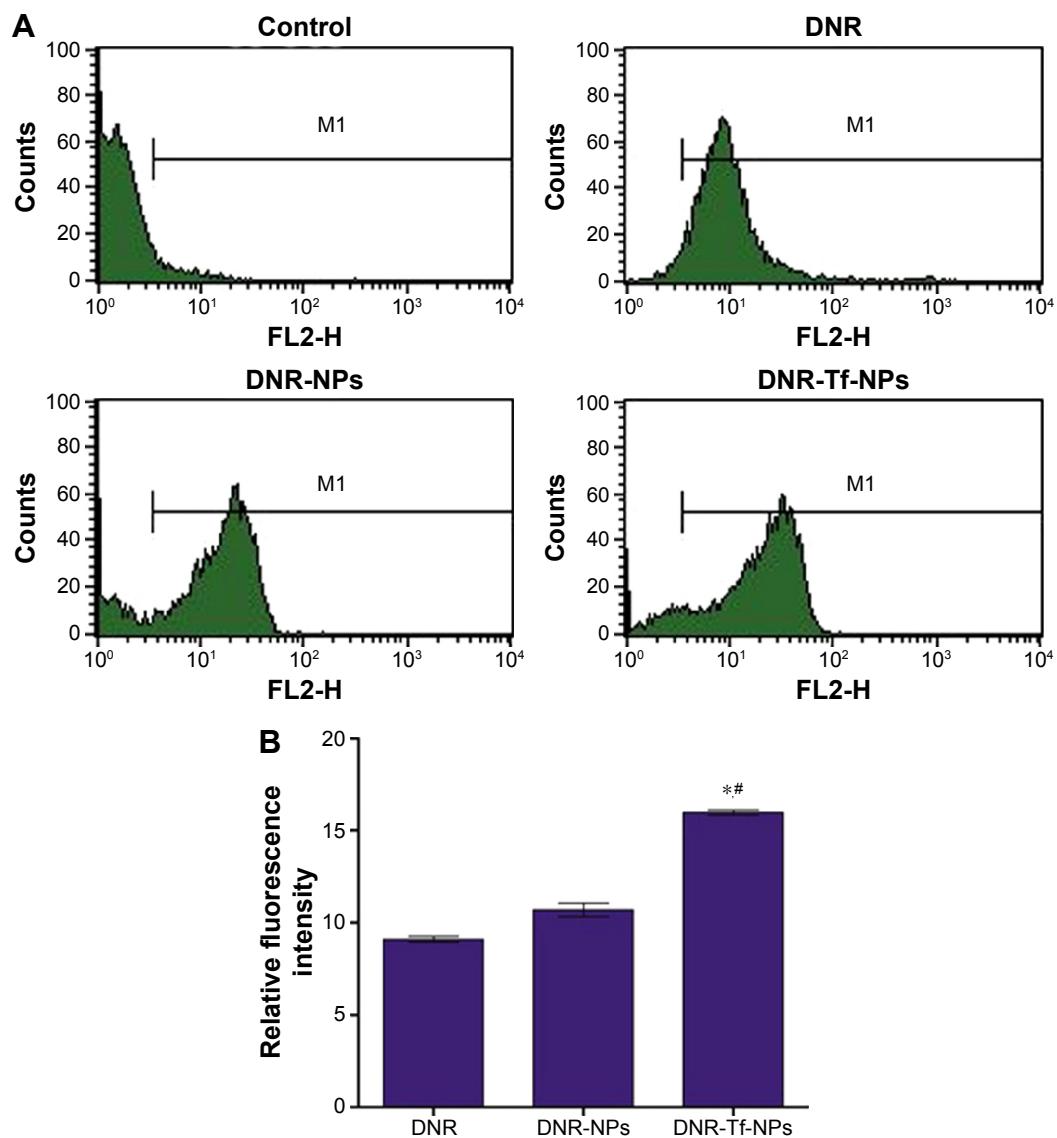 A
Control
DNR
100
80
60
40
20
0
Counts
M1
10⁰ 10¹ 10² 10³ 10⁴
FL2-H
100
80
60
40
20
0
Counts
M1
10⁰ 10¹ 10² 10³ 10⁴
FL2-H
DNR-NPs
DNR-Tf-NPs
100
80
60
40
20
0
Counts
M1
10⁰ 10¹ 10² 10³ 10⁴
FL2-H
100
80
60
40
20
0
Counts
M1
10⁰ 10¹ 10² 10³ 10⁴
FL2-H
B
Relative fluorescence
intensity
20
15
10
5
0
*,#
DNR DNR-NPs DNR-Tf-NPs